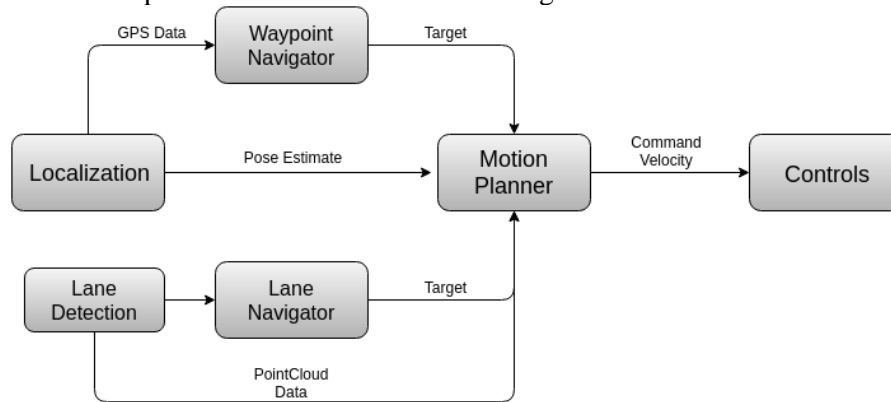 GPS Data
Waypoint
Navigator
Target
Localization
Pose Estimate
Motion
Planner
Command
Velocity
Controls
Lane
Detection
Lane
Navigator
Target
PointCloud
Data